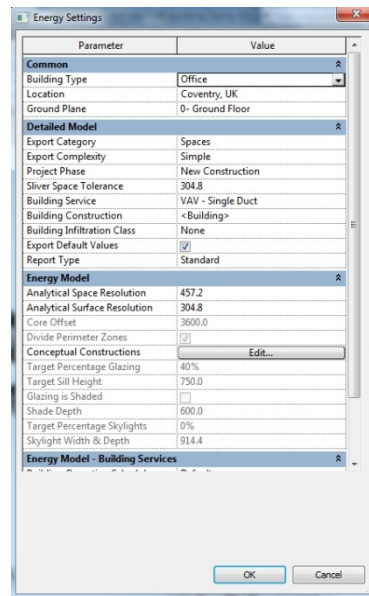 Energy Settings
Parameter Value
Common
Building Type Office
Location Coventry, UK
Ground Plane 0- Ground Floor
Detailed Model
Export Category Spaces
Export Complexity Simple
Project Phase New Construction
Sliver Space Tolerance 304.8
Building Service VAV - Single Duct
Building Construction <Building>
Building Infiltration Class None
Export Default Values
Report Type Standard
Energy Model
Analytical Space Resolution 457.2
Analytical Surface Resolution 304.8
Core Offset 3600.0
Divide Perimeter Zones
Conceptual Constructions Edit...
Target Percentage Glazing 40%
Target Sill Height 750.0
Glazing is Shaded
Shade Depth 600.0
Target Percentage Skylights 0%
Skylight Width & Depth 914.4
Energy Model - Building Services
OK Cancel